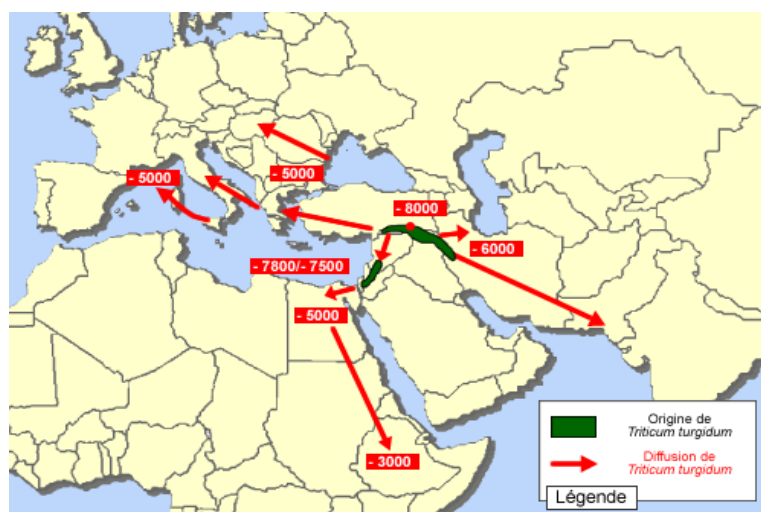 - 5000
- 5000
- 8000
- 6000
- 7800/- 7500
- 5000
- 3000
Origine de
Triticum turgidum
Diffusion de
Triticum turgidum
Légende